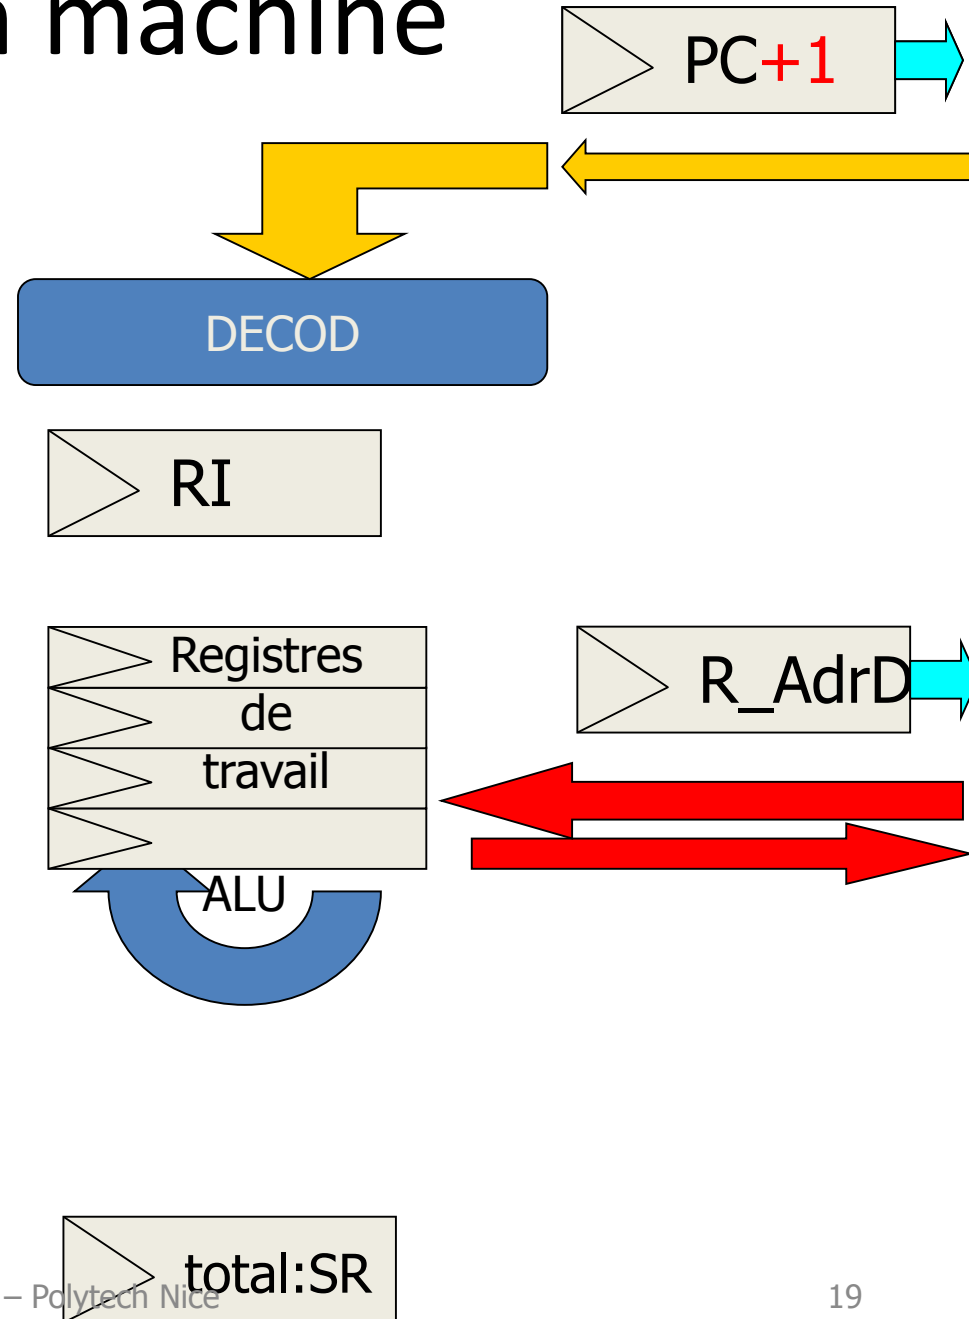 machine
PC+1
DECOD
RI
Registres
de
travail
R_AdrD
ALU
total:SR
– Polytech Nice
19